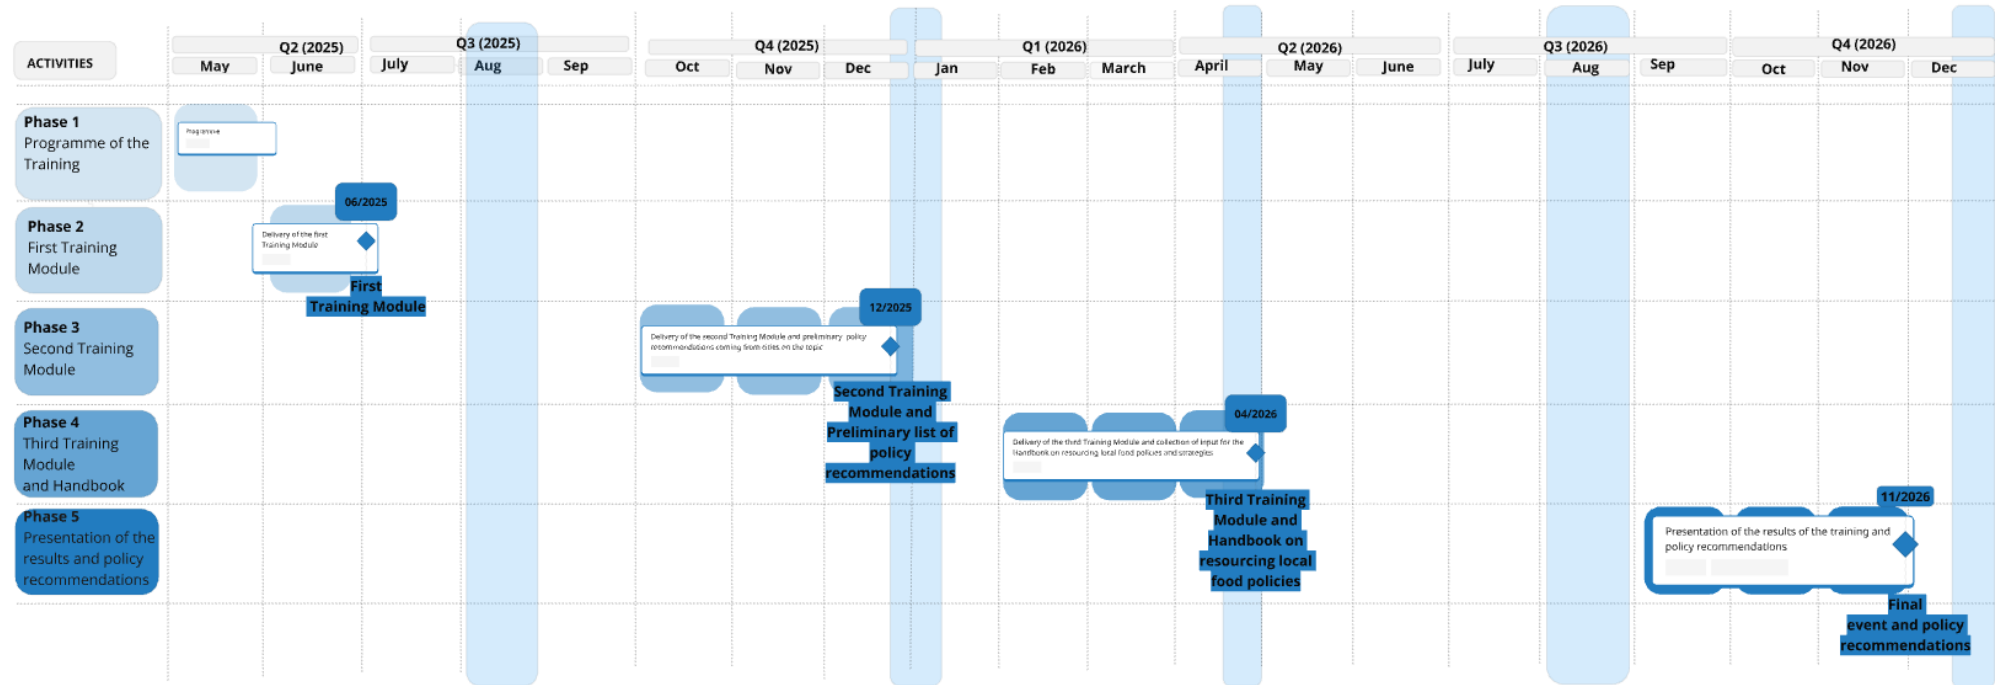 Q2 (2025)
Q3 (2025)
Q4 (2025)
Q1 (2026)
Q2 (2026)
Q3 (2026)
Q4 (2026)
ACTIVITIES
May
June
July
Aug
Sep
Oct
Nov
Dec
Jan
Feb
March
April
May
June
July
Aug
Sep
Oct
Nov
Dec
Phase 1
Programme of the
Training
Programme
06/2025
Phase 2
First Training
Module
Delivery of the first
Training Module
First
Training Module
12/2025
Phase 3
Second Training
Module
Delivery of the second Training Module and preliminary policy
recommendations coming from cities on the topic
Second Training
Module and
Preliminary list of
policy
recommendations
04/2026
Phase 4
Third Training
Module
and Handbook
Delivery of the third Training Module and collection of input for the
Handbook on resourcing local food policies and strategies
Third Training
Module and
Handbook on
resourcing local
food policies
11/2026
Phase 5
Presentation of the
results and policy
recommendations
Presentation of the results of the training and
policy recommendations
Final
event and policy
recommendations